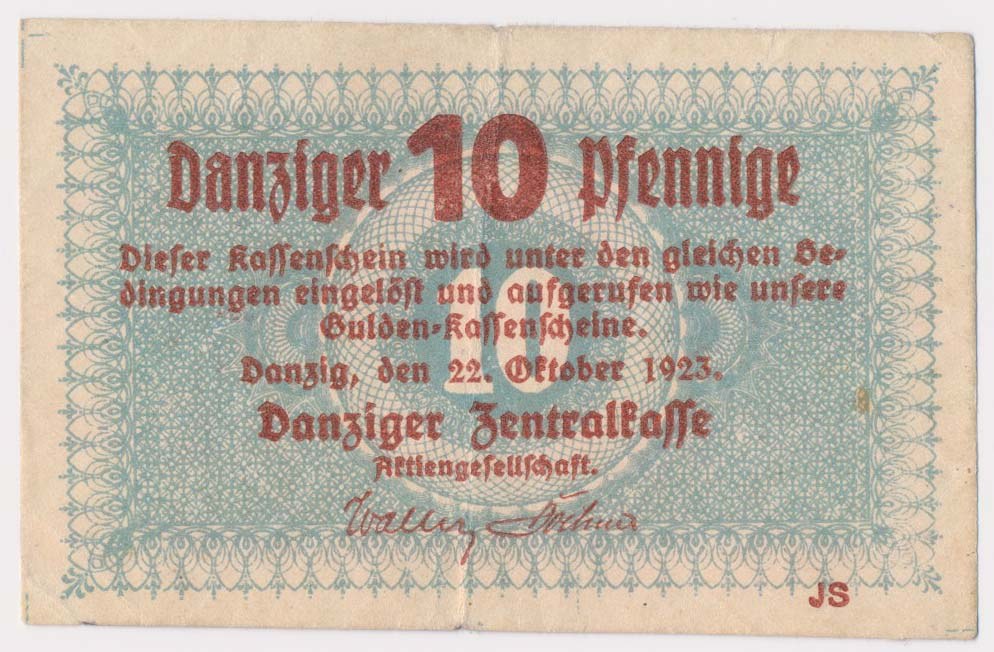 Danziger 10 Pfennige
Dieser Kassenschein wird unter den gleichen Be-
dingungen eingelöst und aufgerufen wie unsere
Gulden-Kassenscheine.
10
Danzig, den 22. Oktober 1923.
Danziger Zentralkasse
Aktiengesellschaft.
JS